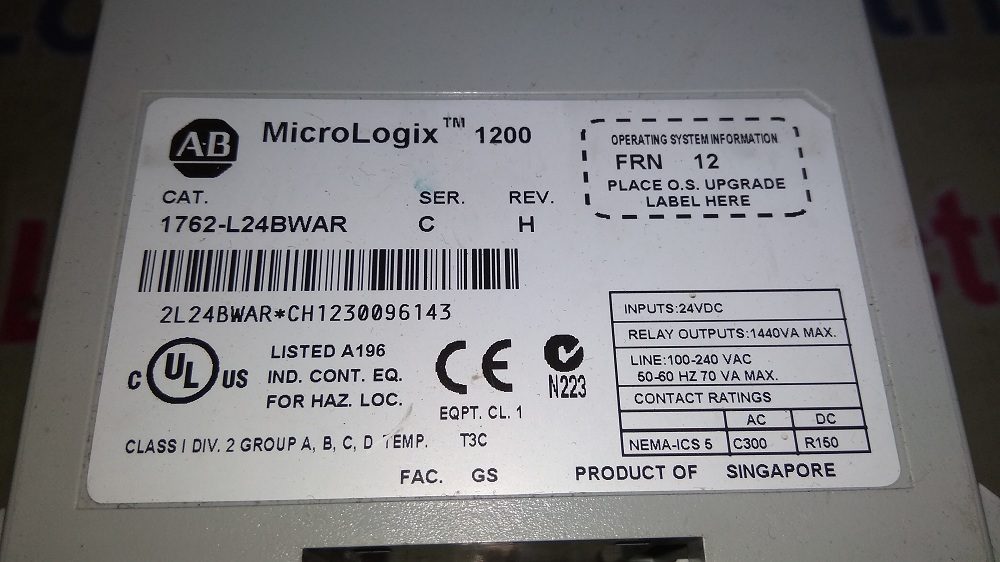 AB
MicroLogix™ 1200
OPERATING SYSTEM INFORMATION
FRN 12
PLACE O.S. UPGRADE
LABEL HERE
CAT. SER. REV.
1762-L24BWAR C H
2L24BWAR*CH1230096143
INPUTS:24VDC
RELAY OUTPUTS:1440VA MAX.
LINE:100-240 VAC
50-60 HZ 70 VA MAX.
CONTACT RATINGS
AC DC
NEMA-ICS 5 C300 R150
C UL US
LISTED A196
IND. CONT. EQ.
FOR HAZ. LOC.
CE
EQPT. CL. 1
N223
CLASS I DIV. 2 GROUP A, B, C, D TEMP. T3C
FAC. GS
PRODUCT OF SINGAPORE